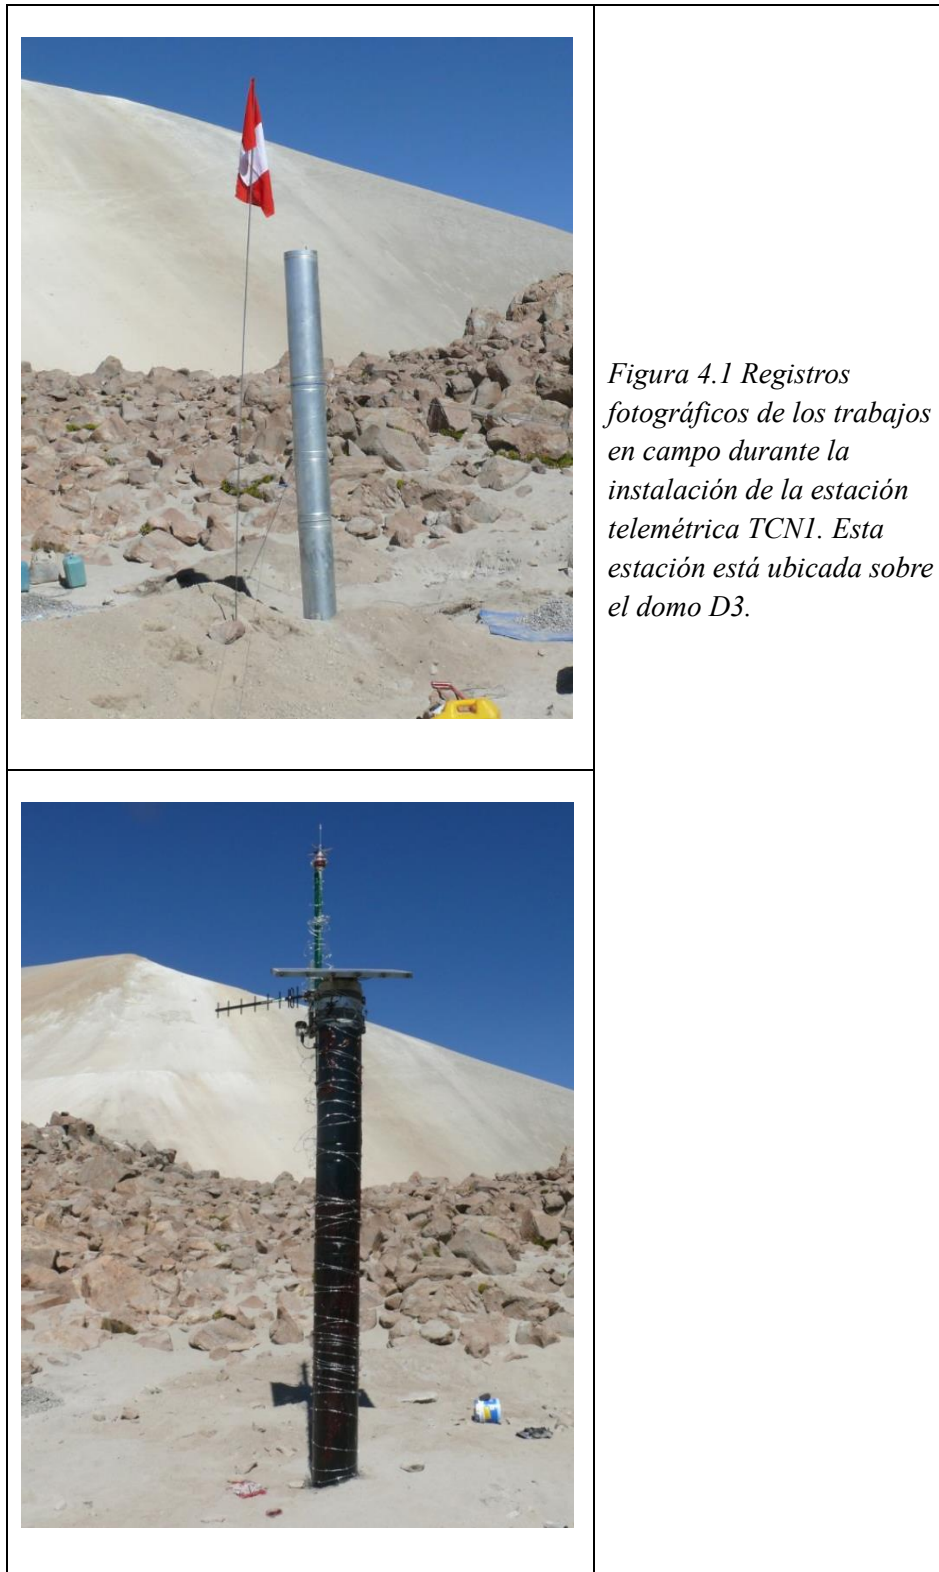 Figura 4.1 Registros
fotográficos de los trabajos
en campo durante la
instalación de la estación
telemétrica TCN1. Esta
estación está ubicada sobre
el domo D3.